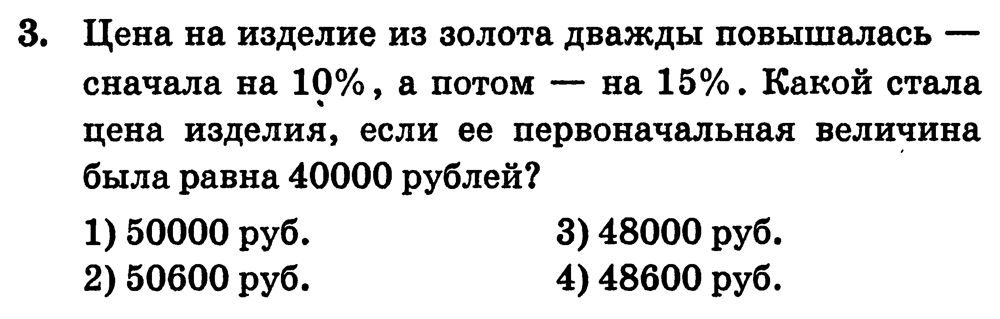 3. Цена на изделие из золота дважды повышалась —
сначала на 10%, а потом — на 15%. Какой стала
цена изделия, если ее первоначальная величина
была равна 40000 рублей?
1) 50000 руб.
2) 50600 руб.
3) 48000 руб.
4) 48600 руб.